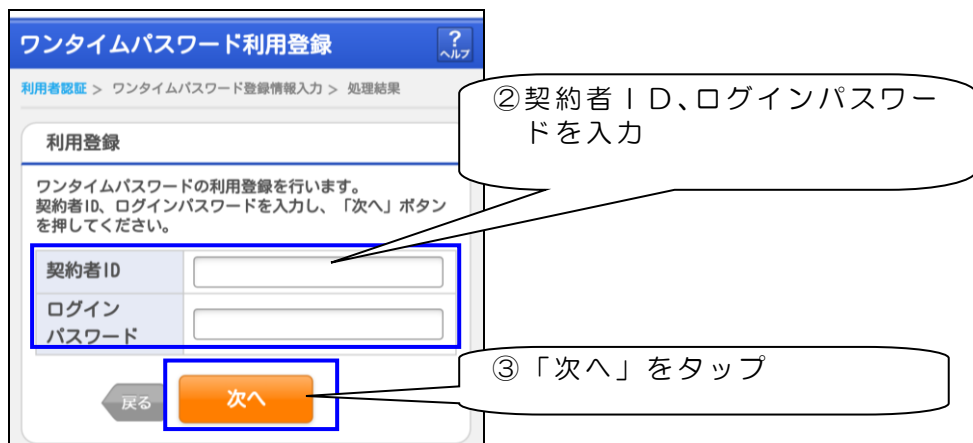 ワンタイムパスワード利用登録
?
ヘルプ
利用者認証 > ワンタイムパスワード登録情報入力 > 処理結果
②契約者ID、ログインパスワー
ドを入力
利用登録
ワンタイムパスワードの利用登録を行います。
契約者ID、ログインパスワードを入力し、「次へ」ボタン
を押してください。
契約者ID
ログイン
パスワード
③「次へ」をタップ
戻る
次へ